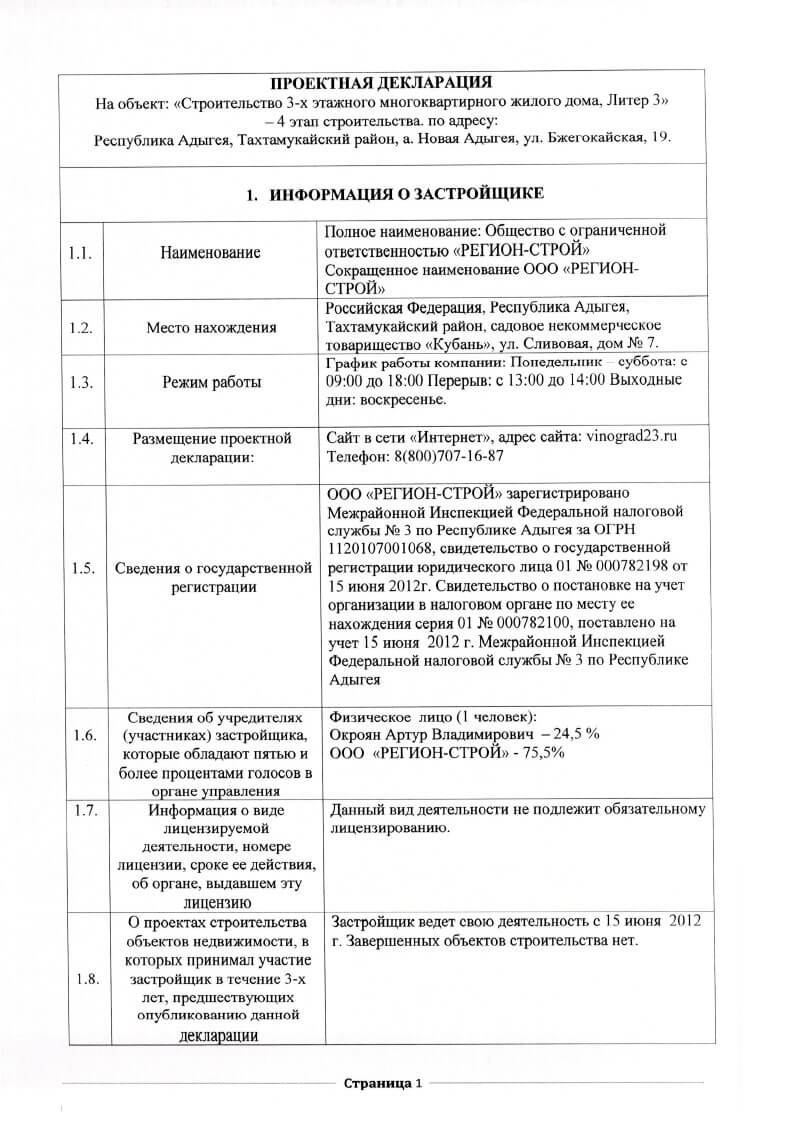 ПРОЕКТНАЯ ДЕКЛАРАЦИЯ
На объект: «Строительство 3-х этажного многоквартирного жилого дома, Литер 3»
– 4 этап строительства. по адресу:
Республика Адыгея, Тахтамукайский район, а. Новая Адыгея, ул. Бжегокайская, 19.
1. ИНФОРМАЦИЯ О ЗАСТРОЙЩИКЕ
1.1.
Наименование
Полное наименование: Общество с ограниченной
ответственностью «РЕГИОН-СТРОЙ»
Сокращенное наименование ООО «РЕГИОН-
СТРОЙ»
1.2.
Место нахождения
Российская Федерация, Республика Адыгея,
Тахтамукайский район, садовое некоммерческое
товарищество «Кубань», ул. Сливовая, дом № 7.
1.3.
Режим работы
График работы компании: Понедельник – суббота: с
09:00 до 18:00 Перерыв: с 13:00 до 14:00 Выходные
дни: воскресенье.
1.4.
Размещение проектной
декларации:
Сайт в сети «Интернет», адрес сайта: vinograd23.ru
Телефон: 8(800)707-16-87
1.5.
Сведения о государственной
регистрации
ООО «РЕГИОН-СТРОЙ» зарегистрировано
Межрайонной Инспекцией Федеральной налоговой
службы № 3 по Республике Адыгея за ОГРН
1120107001068, свидетельство о государственной
регистрации юридического лица 01 № 000782198 от
15 июня 2012г. Свидетельство о постановке на учет
организации в налоговом органе по месту ее
нахождения серия 01 № 000782100, поставлено на
учет 15 июня 2012 г. Межрайонной Инспекцией
Федеральной налоговой службы № 3 по Республике
Адыгея
1.6.
Сведения об учредителях
(участниках) застройщика,
которые обладают пятью и
более процентами голосов в
органе управления
Физическое лицо (1 человек):
Окроян Артур Владимирович – 24,5 %
ООО «РЕГИОН-СТРОЙ» - 75,5%
1.7.
Информация о виде
лицензируемой
деятельности, номере
лицензии, сроке ее действия,
об органе, выдавшем эту
лицензию
Данный вид деятельности не подлежит обязательному
лицензированию.
1.8.
О проектах строительства
объектов недвижимости, в
которых принимал участие
застройщик в течение 3-х
лет, предшествующих
опубликованию данной
декларации
Застройщик ведет свою деятельность с 15 июня 2012
г. Завершенных объектов строительства нет.
Страница 1